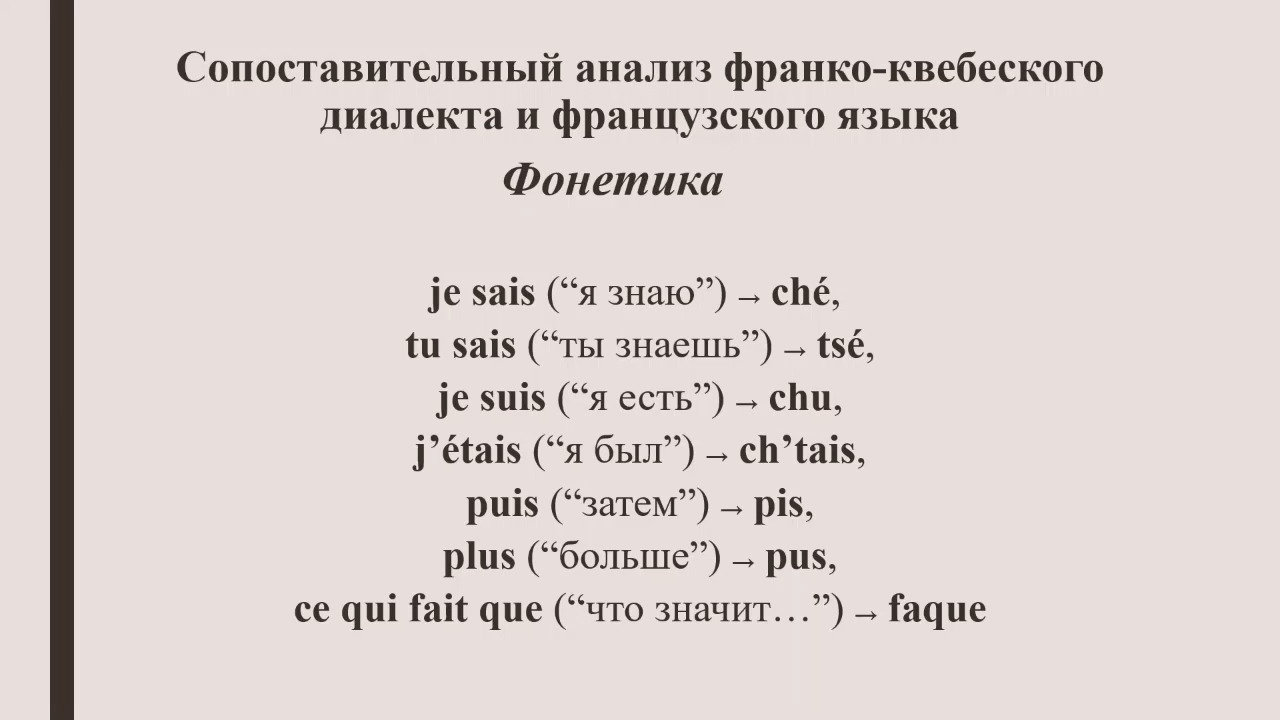 Сопоставительный анализ франко-квебеского
диалекта и французского языка
Фонетика
je sais (“я знаю”) → ché,
tu sais (“ты знаешь”) → tsé,
je suis (“я есть”) → chu,
j’étais (“я был”) → ch’tais,
puis (“затем”) → pis,
plus (“больше”) → pus,
ce qui fait que (“что значит…”) → faque